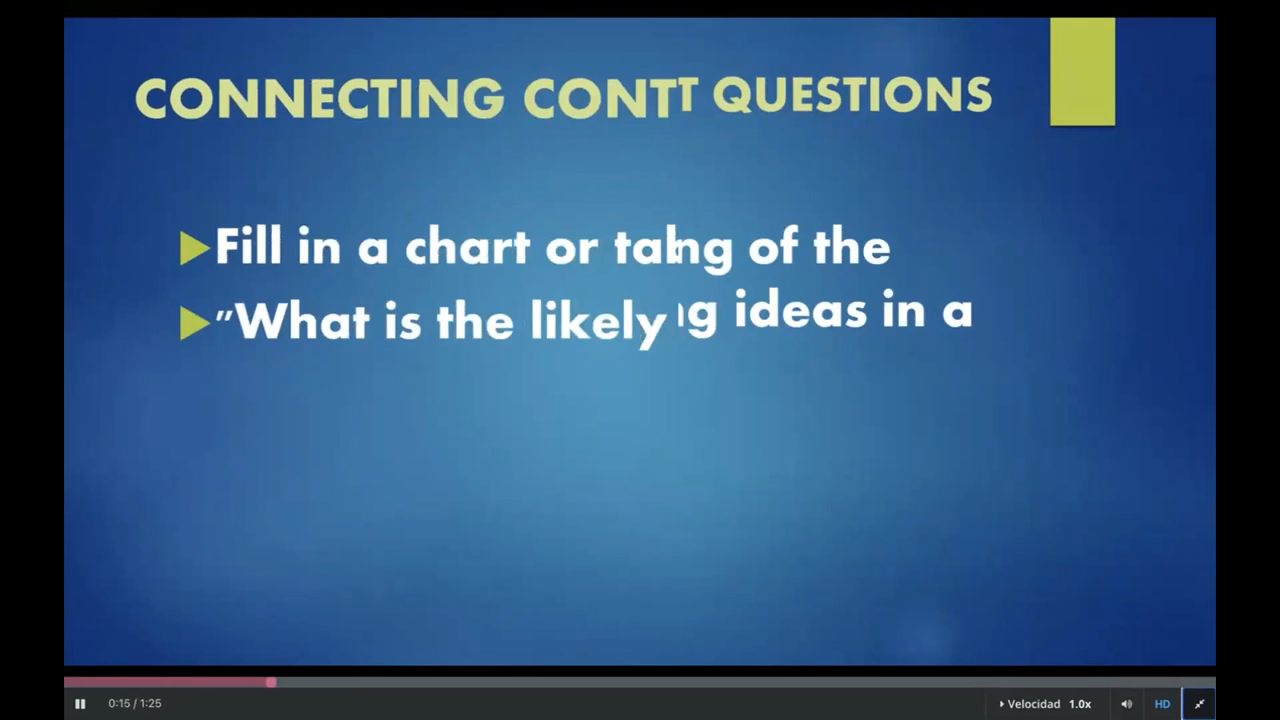 CONNECTING CONTT QUESTIONS
Fill in a chart or
of the
"What is the likely
ideas in a
0:15 / 1:25
Velocidad 1.0x
HD